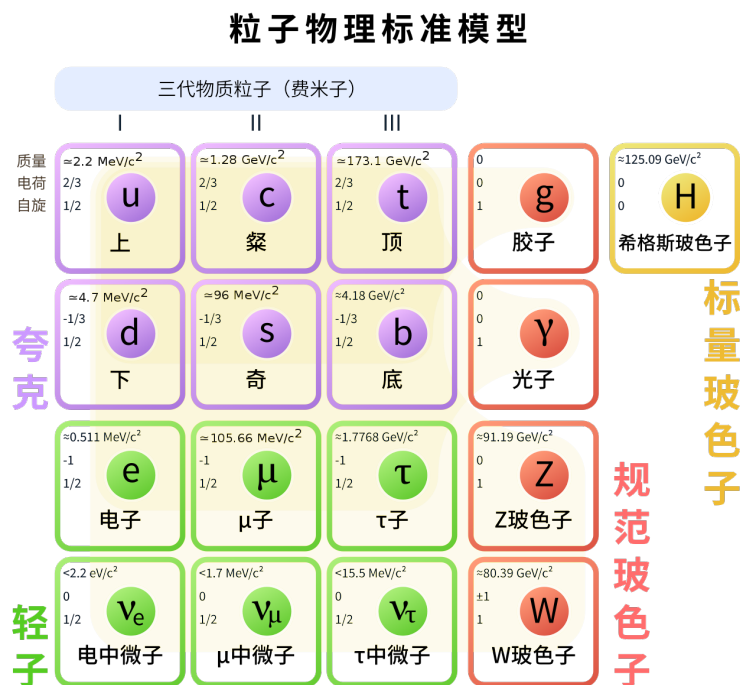 粒子物理标准模型
三代物质粒子（费米子）
I II III
质量
电荷
自旋
≃2.2 MeV/c²
2/3
1/2
u
上
≃1.28 GeV/c²
2/3
1/2
c
粲
≃173.1 GeV/c²
2/3
1/2
t
顶
0
0
1
g
胶子
≈125.09 GeV/c²
0
0
H
希格斯玻色子
≃4.7 MeV/c²
-1/3
1/2
d
下
≃96 MeV/c²
-1/3
1/2
s
奇
≃4.18 GeV/c²
-1/3
1/2
b
底
0
0
1
γ
光子
≈0.511 MeV/c²
-1
1/2
e
电子
≃105.66 MeV/c²
-1
1/2
μ
μ子
≈1.7768 GeV/c²
-1
1/2
τ
τ子
≈91.19 GeV/c²
0
1
Z
Z玻色子
<2.2 eV/c²
0
1/2
νe
电中微子
<1.7 MeV/c²
0
1/2
νμ
μ中微子
<15.5 MeV/c²
0
1/2
ντ
τ中微子
≈80.39 GeV/c²
±1
1
W
W玻色子
夸克
轻子
规范玻色子
标量玻色子